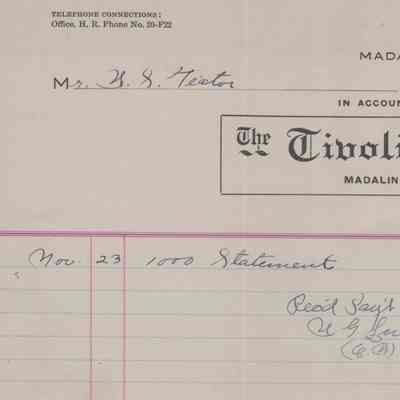 TELEPHONE CONNECTIONS:
Office, H. R. Phone No. 20-F22
MADA
Mr. H. S. Teator
IN ACCOUN
The Tivoli
MADALIN
Nov. 23 1000 Statement
Rec'd Pay't